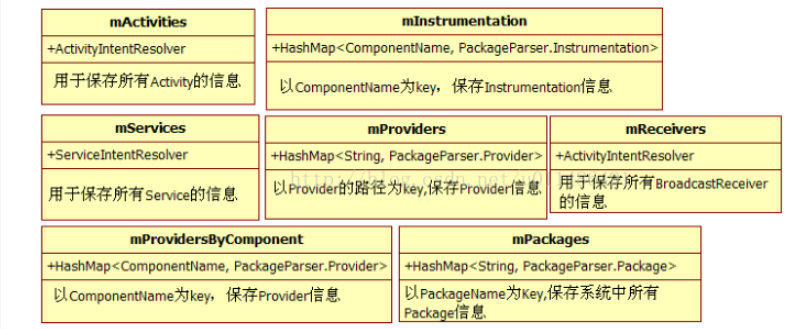 mActivities
+ActivityIntentResolver
用于保存所有Activity的信息
mInstrumentation
+HashMap<ComponentName, PackageParser.Instrumentation>
以ComponentName为key，保存Instrumentation信息
mServices
+ServiceIntentResolver
用于保存所有Service的信息
mProviders
+HashMap<String, PackageParser.Provider>
以Provider的路径为key,保存Provider信息
mReceivers
+ActivityIntentResolver
用于保存所有BroadcastReceiver
的信息
mProvidersByComponent
+HashMap<ComponentName, PackageParser.Provider>
以ComponentName为key，保存Provider信息
mPackages
+HashMap<String, PackageParser.Package>
以PackageName为Key,保存系统中所有
Package信息